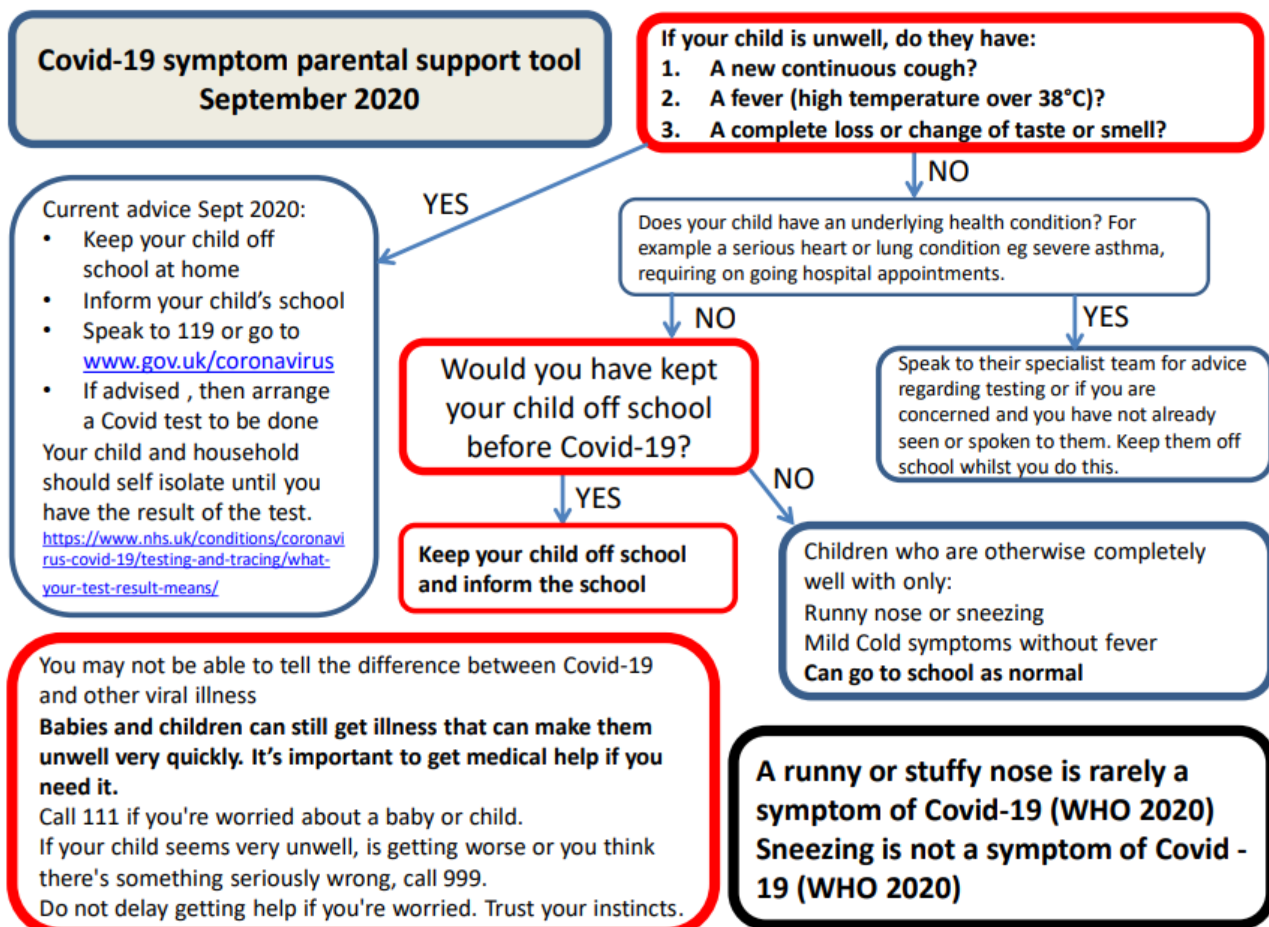 Covid-19 symptom parental support tool
September 2020
If your child is unwell, do they have:
1. A new continuous cough?
2. A fever (high temperature over 38°C)?
3. A complete loss or change of taste or smell?
YES
NO
Current advice Sept 2020:
• Keep your child off
school at home
• Inform your child's school
• Speak to 119 or go to
www.gov.uk/coronavirus
• If advised , then arrange
a Covid test to be done
Your child and household
should self isolate until you
have the result of the test.
https://www.nhs.uk/conditions/coronavi
rus-covid-19/testing-and-tracing/what-
your-test-result-means/
Does your child have an underlying health condition? For
example a serious heart or lung condition eg severe asthma,
requiring on going hospital appointments.
NO
YES
Would you have kept
your child off school
before Covid-19?
Speak to their specialist team for advice
regarding testing or if you are
concerned and you have not already
seen or spoken to them. Keep them off
school whilst you do this.
YES
NO
Keep your child off school
and inform the school
Children who are otherwise completely
well with only:
Runny nose or sneezing
Mild Cold symptoms without fever
Can go to school as normal
You may not be able to tell the difference between Covid-19
and other viral illness
Babies and children can still get illness that can make them
unwell very quickly. It's important to get medical help if you
need it.
Call 111 if you're worried about a baby or child.
If your child seems very unwell, is getting worse or you think
there's something seriously wrong, call 999.
Do not delay getting help if you're worried. Trust your instincts.
A runny or stuffy nose is rarely a
symptom of Covid-19 (WHO 2020)
Sneezing is not a symptom of Covid -
19 (WHO 2020)